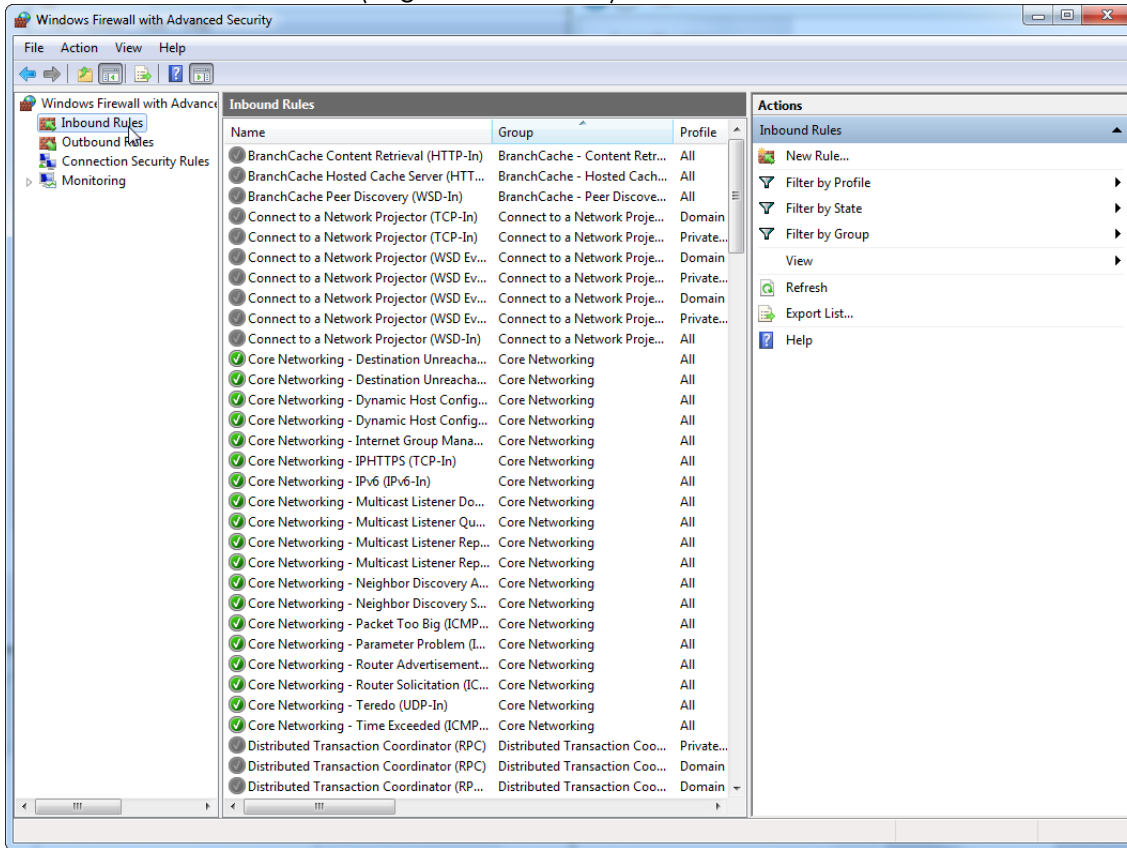 Windows Firewall with Advanced Security
File Action View Help
Windows Firewall with Advance
Inbound Rules
Outbound Rules
Connection Security Rules
Monitoring
Inbound Rules
Name Group Profile
BranchCache Content Retrieval (HTTP-In) BranchCache - Content Retr... All
BranchCache Hosted Cache Server (HTT... BranchCache - Hosted Cach... All
BranchCache Peer Discovery (WSD-In) BranchCache - Peer Discove... All
Connect to a Network Projector (TCP-In) Connect to a Network Proje... Domain
Connect to a Network Projector (TCP-In) Connect to a Network Proje... Private...
Connect to a Network Projector (WSD Ev... Connect to a Network Proje... Domain
Connect to a Network Projector (WSD Ev... Connect to a Network Proje... Private...
Connect to a Network Projector (WSD Ev... Connect to a Network Proje... Domain
Connect to a Network Projector (WSD Ev... Connect to a Network Proje... Private...
Connect to a Network Projector (WSD-In) Connect to a Network Proje... All
Core Networking - Destination Unreacha... Core Networking All
Core Networking - Destination Unreacha... Core Networking All
Core Networking - Dynamic Host Config... Core Networking All
Core Networking - Dynamic Host Config... Core Networking All
Core Networking - Internet Group Mana... Core Networking All
Core Networking - IPHTTPS (TCP-In) Core Networking All
Core Networking - IPv6 (IPv6-In) Core Networking All
Core Networking - Multicast Listener Do... Core Networking All
Core Networking - Multicast Listener Qu... Core Networking All
Core Networking - Multicast Listener Rep... Core Networking All
Core Networking - Multicast Listener Rep... Core Networking All
Core Networking - Neighbor Discovery A... Core Networking All
Core Networking - Neighbor Discovery S... Core Networking All
Core Networking - Packet Too Big (ICMP... Core Networking All
Core Networking - Parameter Problem (I... Core Networking All
Core Networking - Router Advertisement... Core Networking All
Core Networking - Router Solicitation (IC... Core Networking All
Core Networking - Teredo (UDP-In) Core Networking All
Core Networking - Time Exceeded (ICMP... Core Networking All
Distributed Transaction Coordinator (RPC) Distributed Transaction Coo... Private...
Distributed Transaction Coordinator (RPC) Distributed Transaction Coo... Domain
Distributed Transaction Coordinator (RP... Distributed Transaction Coo... Domain
Actions
Inbound Rules
New Rule...
Filter by Profile
Filter by State
Filter by Group
View
Refresh
Export List...
Help